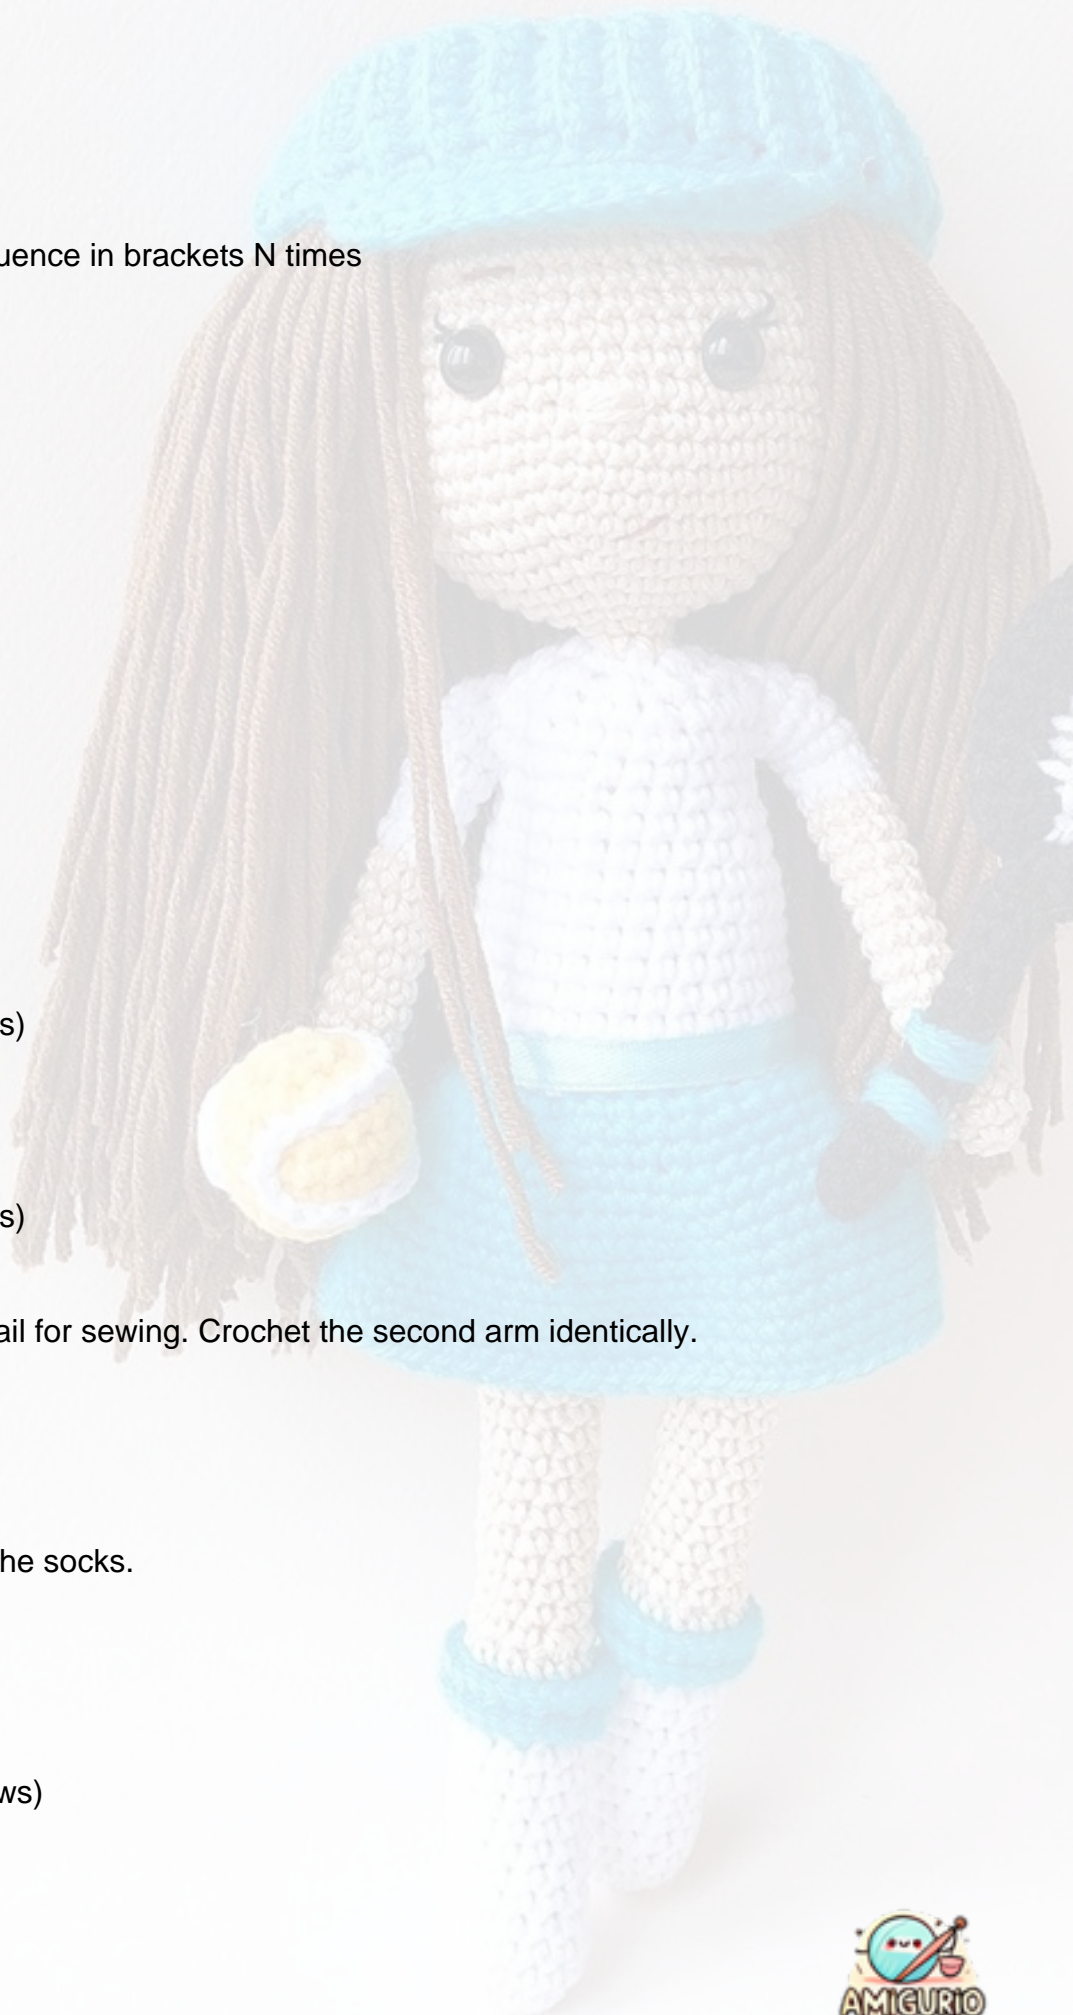 uence in brackets N times
s)
s)
ail for sewing. Crochet the second arm identically.
he socks.
ws)
AMIGURIO